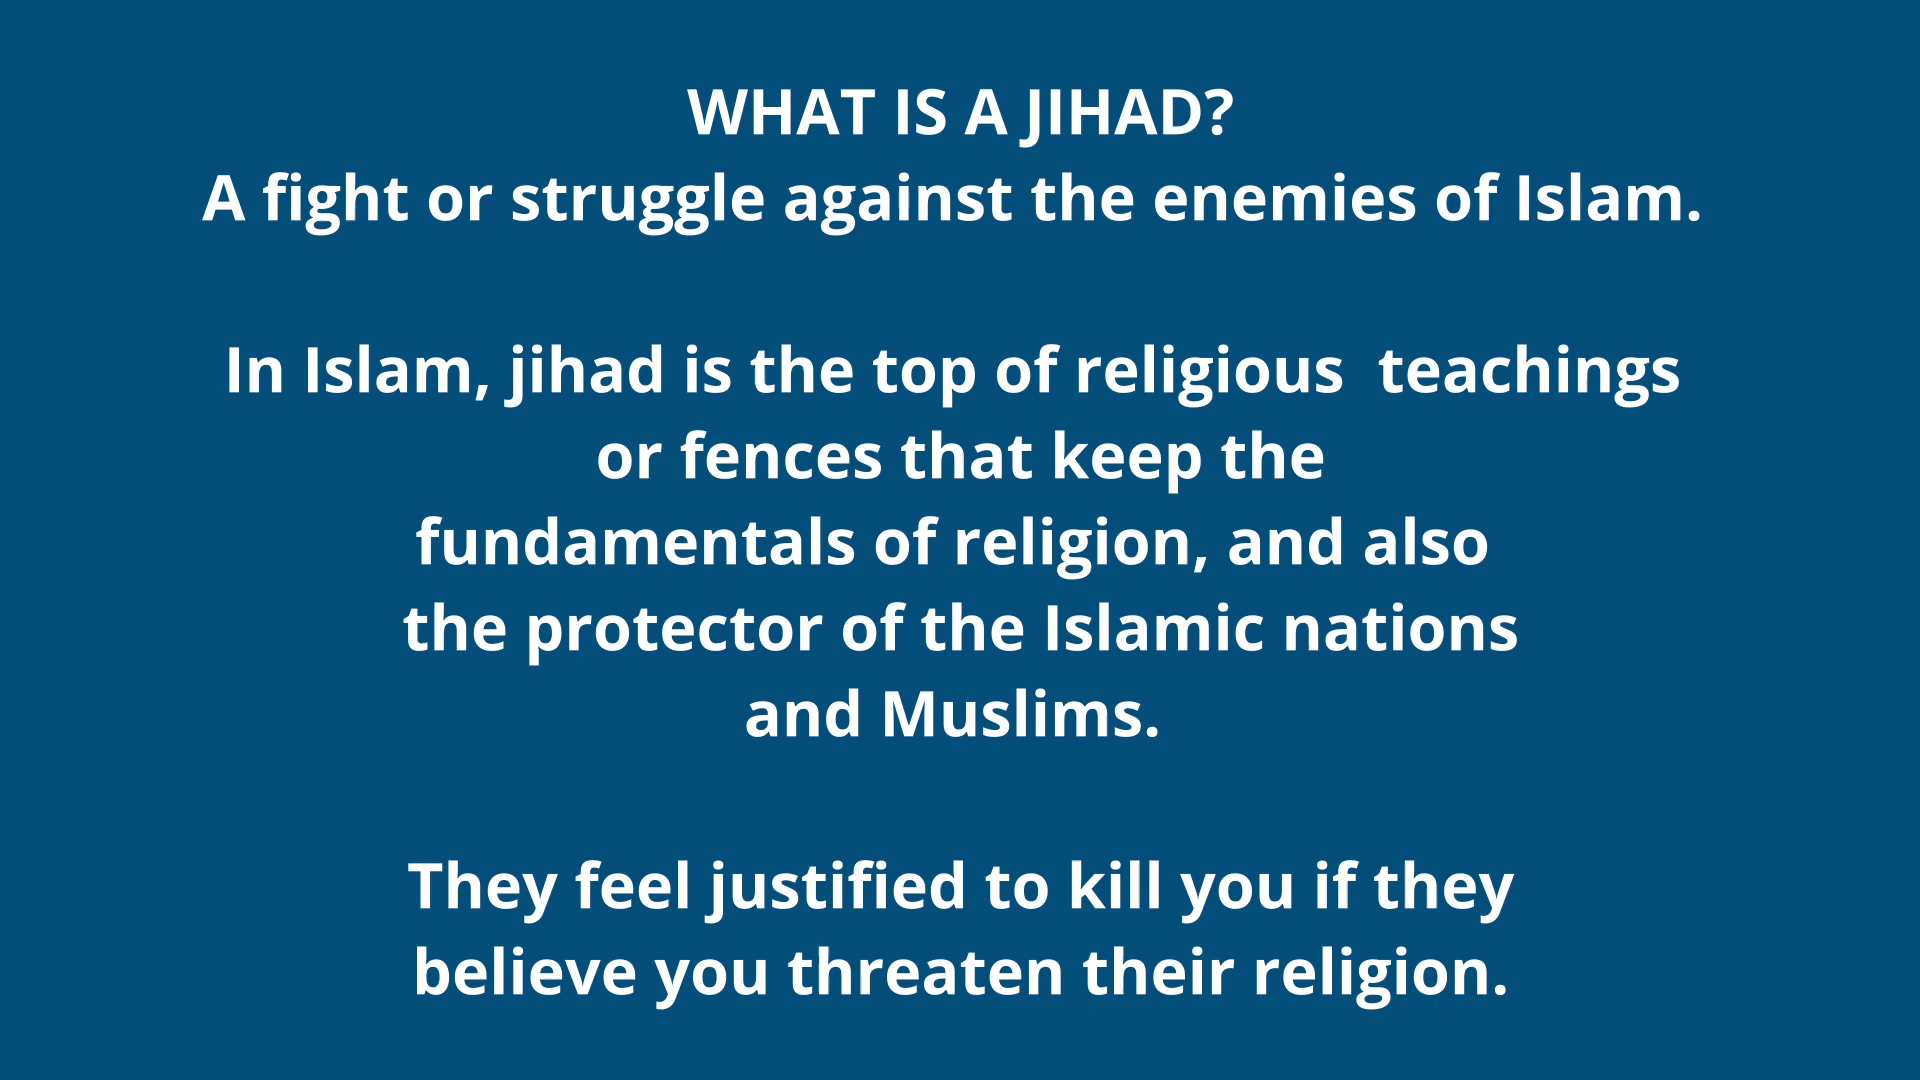 WHAT IS A JIHAD?
A fight or struggle against the enemies of Islam.
In Islam, jihad is the top of religious  teachings
or fences that keep the
fundamentals of religion, and also
the protector of the Islamic nations
and Muslims.
They feel justified to kill you if they
believe you threaten their religion.